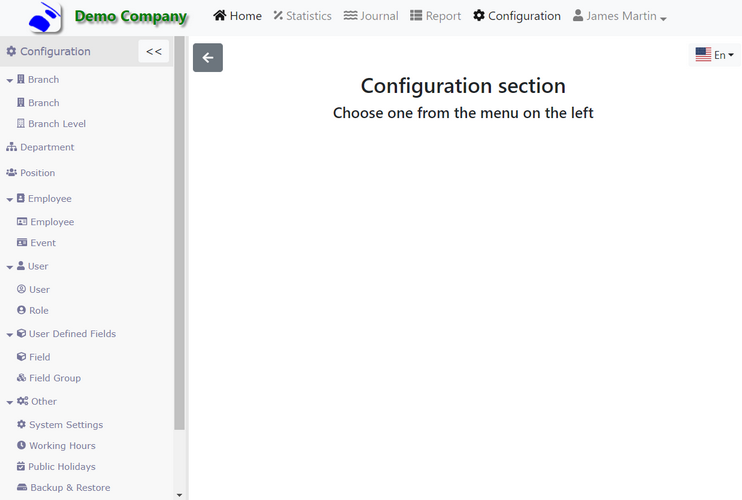 Demo Company Home Statistics Journal Report Configuration James Martin
Configuration <<
En
Configuration section
Choose one from the menu on the left
Branch
Branch
Branch Level
Department
Position
Employee
Employee
Event
User
User
Role
User Defined Fields
Field
Field Group
Other
System Settings
Working Hours
Public Holidays
Backup & Restore